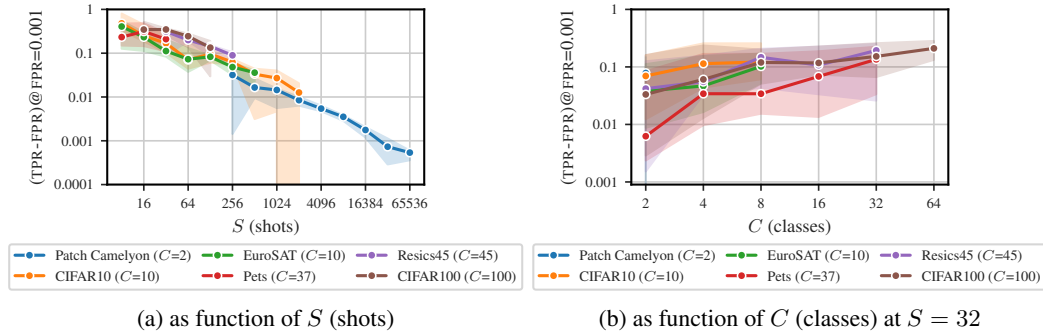 (TPR-FPR)@FPR=0.001
1
0.1
0.01
0.001
0.0001
16 64 256 1024 4096 16384 65536
S (shots)
Patch Camelyon (C=2) EuroSAT (C=10) Resics45 (C=45)
CIFAR10 (C=10) Pets (C=37) CIFAR100 (C=100)
(a) as function of S (shots)
(TPR-FPR)@FPR=0.001
1
0.1
0.01
0.001
2 4 8 16 32 64
C (classes)
Patch Camelyon (C=2) EuroSAT (C=10) Resics45 (C=45)
CIFAR10 (C=10) Pets (C=37) CIFAR100 (C=100)
(b) as function of C (classes) at S = 32